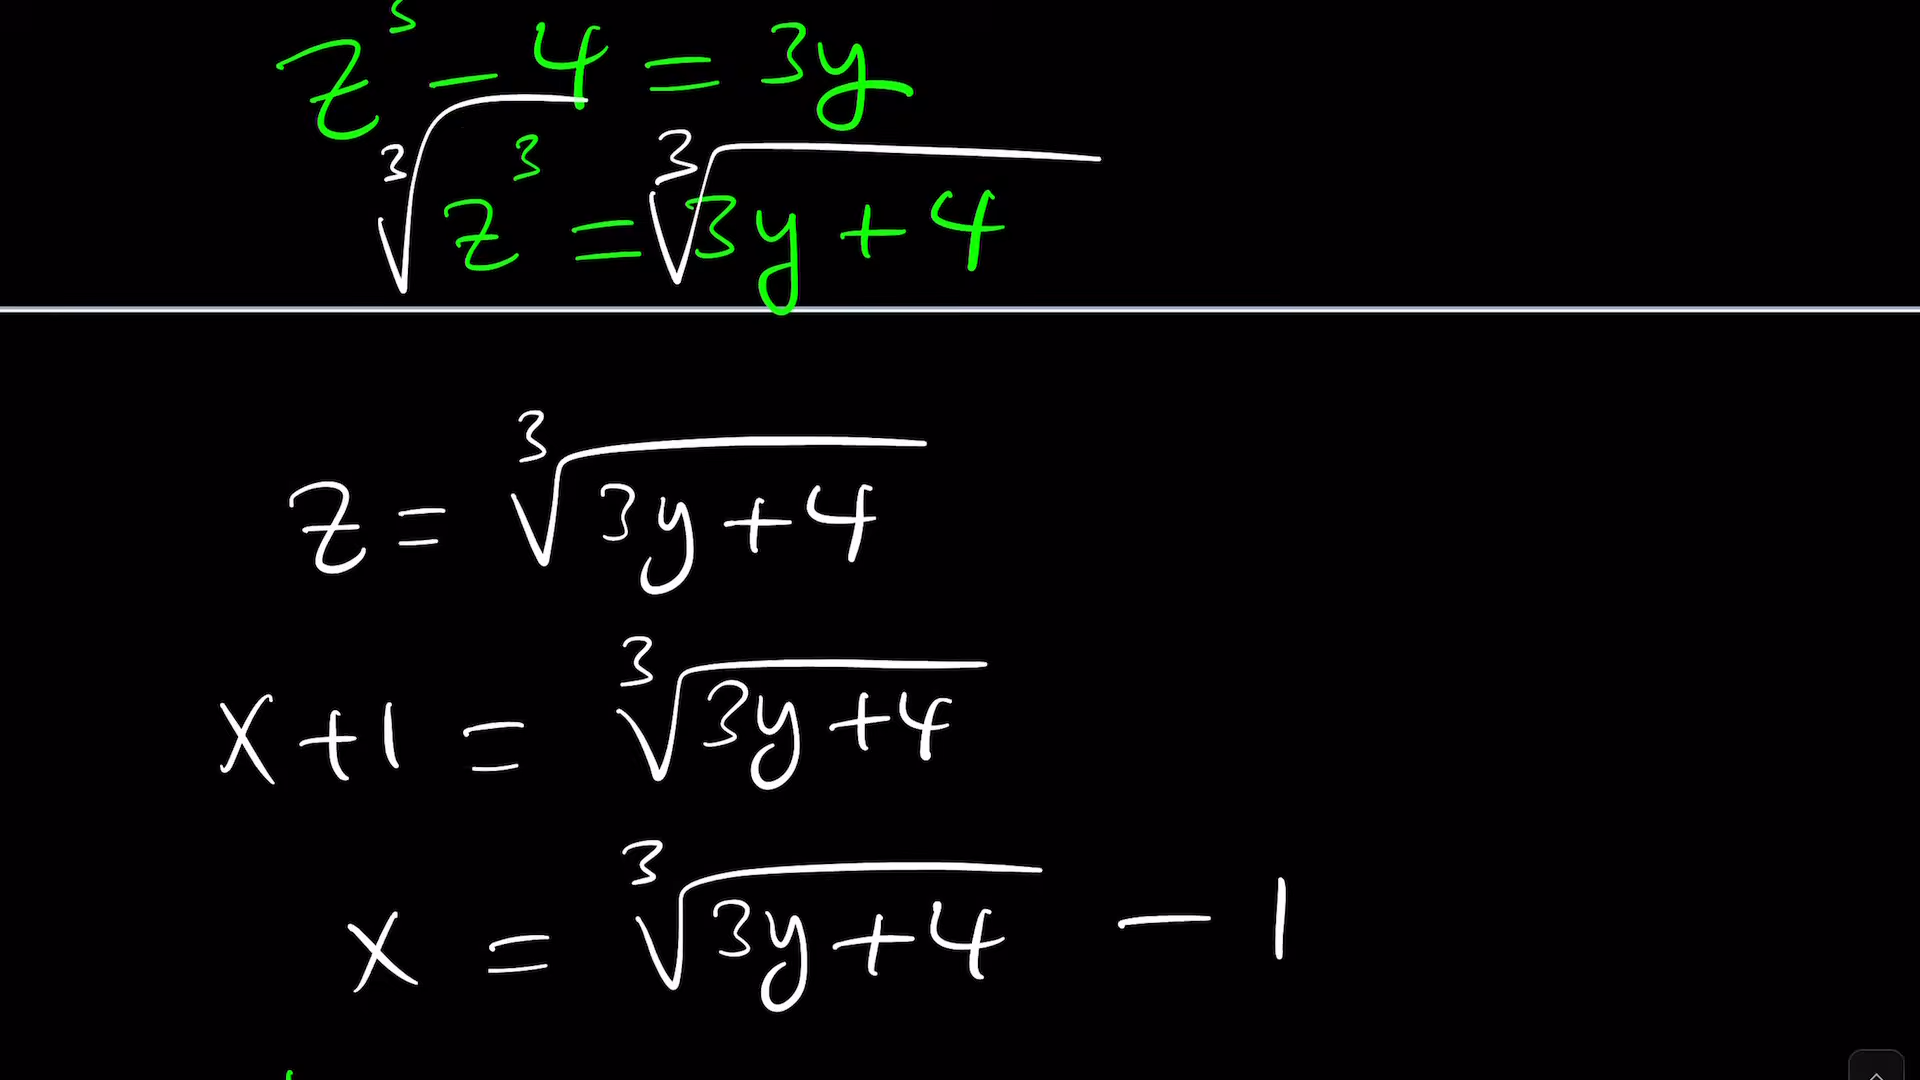 z³ − 4 = 3y
∛z³ = ∛3y + 4
z = ∛3y + 4
x + 1 = ∛3y + 4
x = ∛3y + 4 − 1